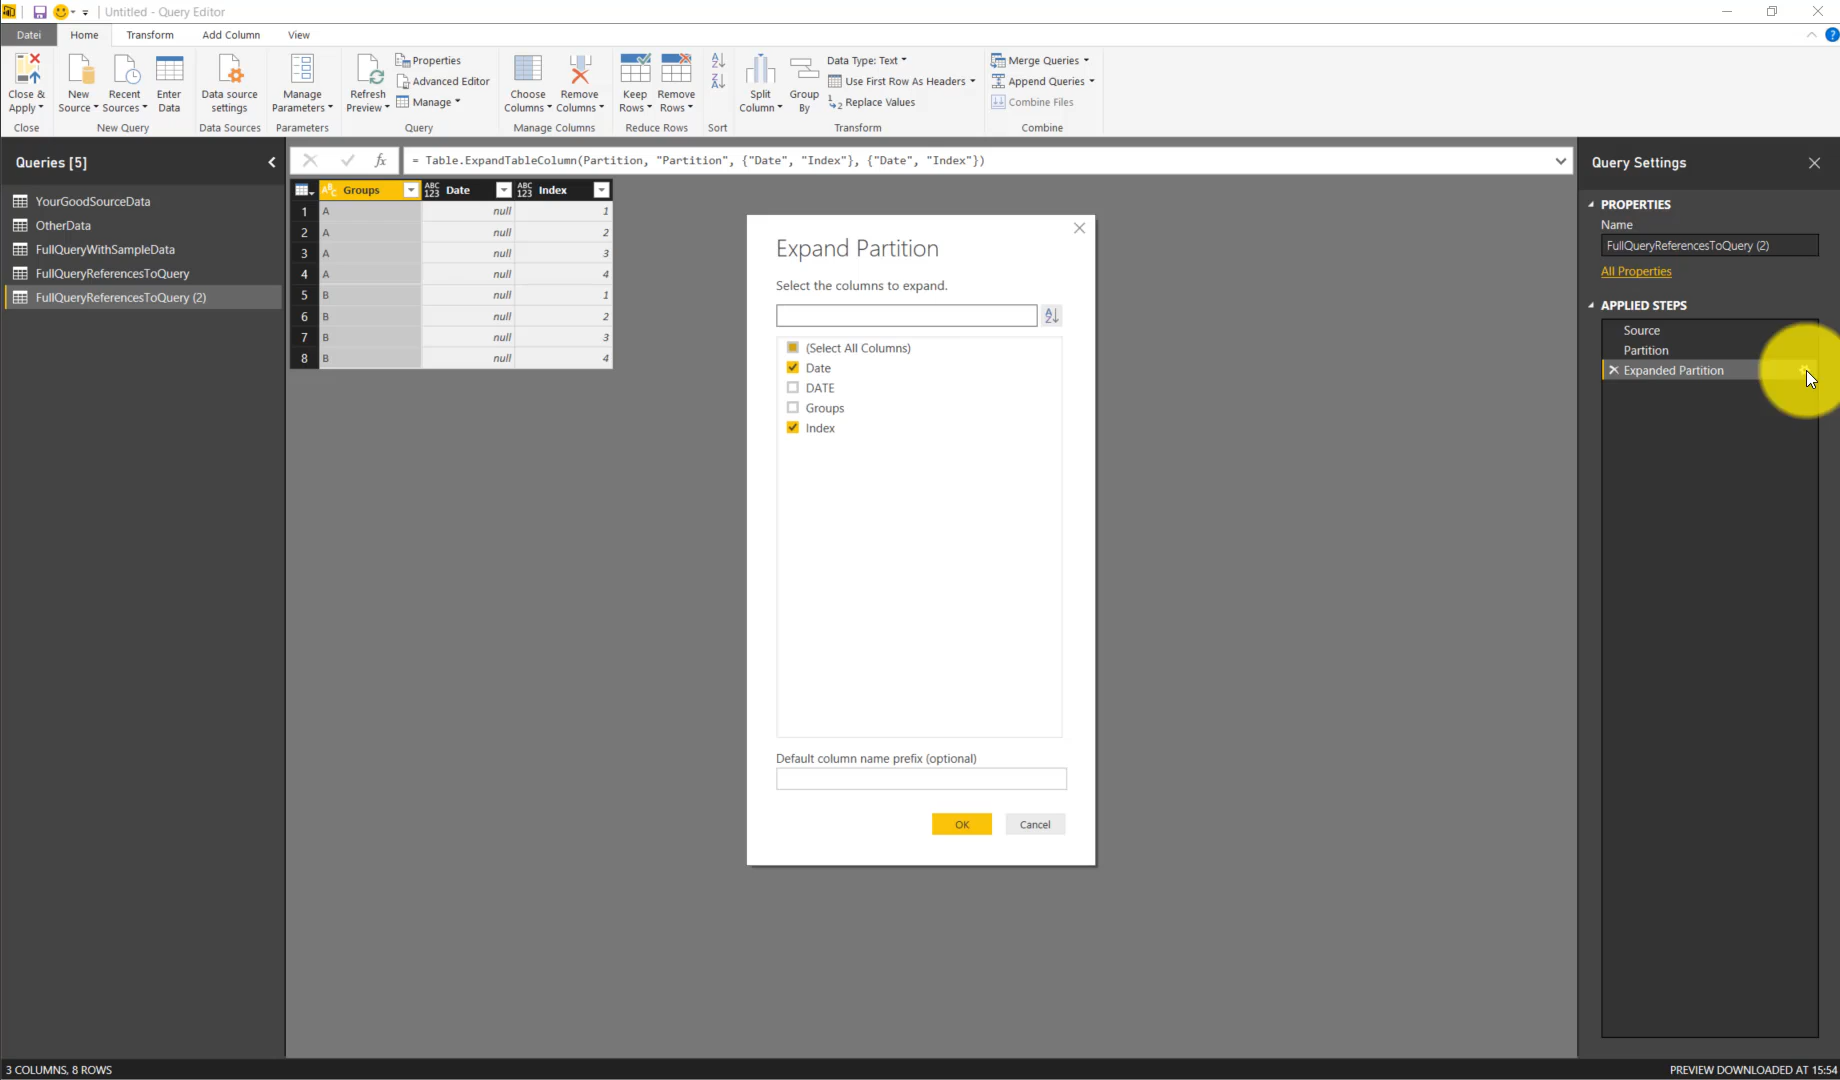 Untitled - Query Editor
Datei
Home
Transform
Add Column
View
Close & Apply
New Source
Recent Sources
Enter Data
Data source settings
Manage Parameters
Refresh Preview
Properties
Advanced Editor
Manage
Choose Columns
Remove Columns
Keep Rows
Remove Rows
A Z
Z A
Split Column
Group By
Data Type: Text
Use First Row As Headers
1 2 Replace Values
Merge Queries
Append Queries
Combine Files
Close
New Query
Data Sources
Parameters
Query
Manage Columns
Reduce Rows
Sort
Transform
Combine
Queries [5]
YourGoodSourceData
OtherData
FullQueryWithSampleData
FullQueryReferencesToQuery
FullQueryReferencesToQuery (2)
fx
= Table.ExpandTableColumn(Partition, "Partition", {"Date", "Index"}, {"Date", "Index"})
ABC Groups
ABC 123 Date
ABC 123 Index
1 A null 1
2 A null 2
3 A null 3
4 A null 4
5 B null 1
6 B null 2
7 B null 3
8 B null 4
Expand Partition
Select the columns to expand.
A Z
(Select All Columns)
Date
DATE
Groups
Index
Default column name prefix (optional)
OK
Cancel
Query Settings
PROPERTIES
Name
FullQueryReferencesToQuery (2)
All Properties
APPLIED STEPS
Source
Partition
Expanded Partition
3 COLUMNS, 8 ROWS
PREVIEW DOWNLOADED AT 15:54